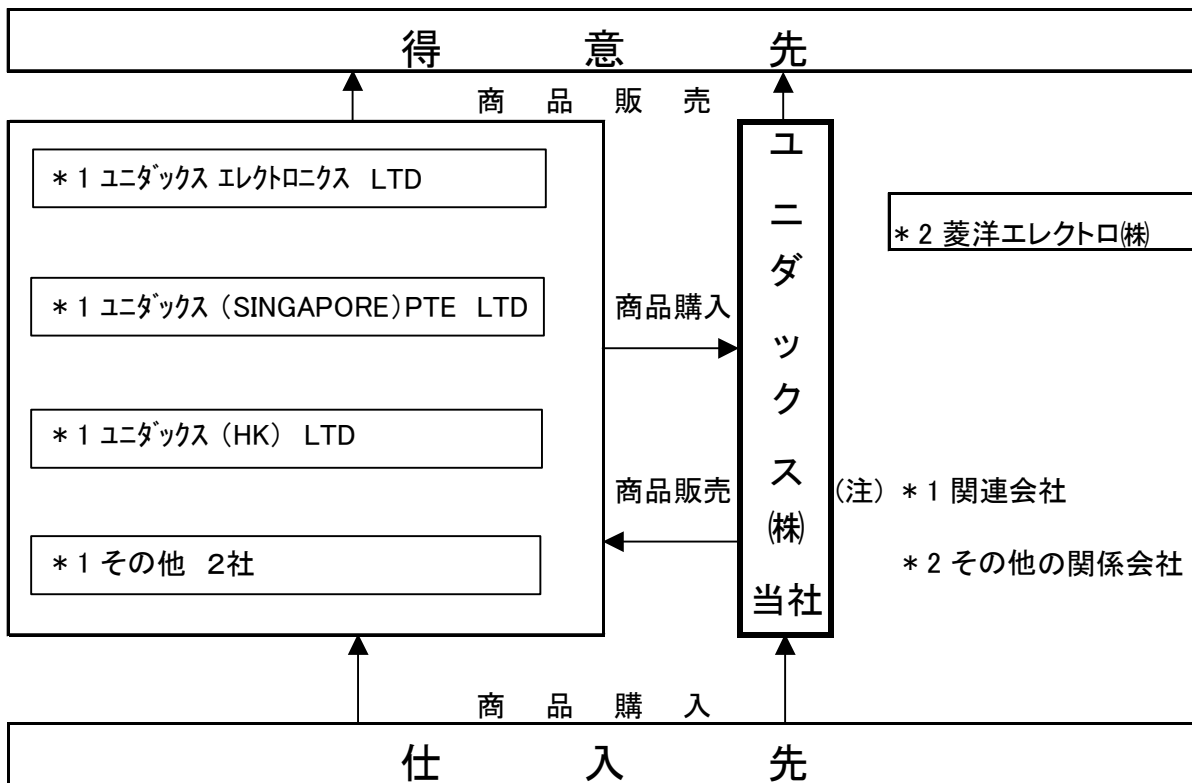 得意先
商品販売
＊1 ユニダックス エレクトロニクス LTD
＊1 ユニダックス (SINGAPORE) PTE LTD
＊1 ユニダックス (HK) LTD
＊1 その他 2社
商品購入
商品販売
ユニダックス㈱
当社
＊2 菱洋エレクトロ㈱
(注) ＊1 関連会社
＊2 その他の関係会社
商品購入
仕入先